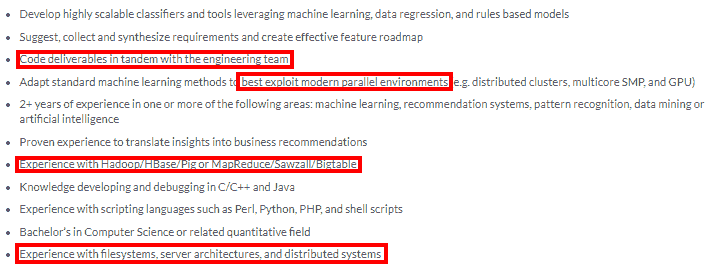 Develop highly scalable classifiers and tools leveraging machine learning, data regression, and rules based models
Suggest, collect and synthesize requirements and create effective feature roadmap
Code deliverables in tandem with the engineering team
Adapt standard machine learning methods to best exploit modern parallel environments (e.g. distributed clusters, multicore SMP, and GPU)
2+ years of experience in one or more of the following areas: machine learning, recommendation systems, pattern recognition, data mining or
artificial intelligence
Proven experience to translate insights into business recommendations
Experience with Hadoop/HBase/Pig or MapReduce/Sawzall/Bigtable
Knowledge developing and debugging in C/C++ and Java
Experience with scripting languages such as Perl, Python, PHP, and shell scripts
Bachelor's in Computer Science or related quantitative field
Experience with filesystems, server architectures, and distributed systems